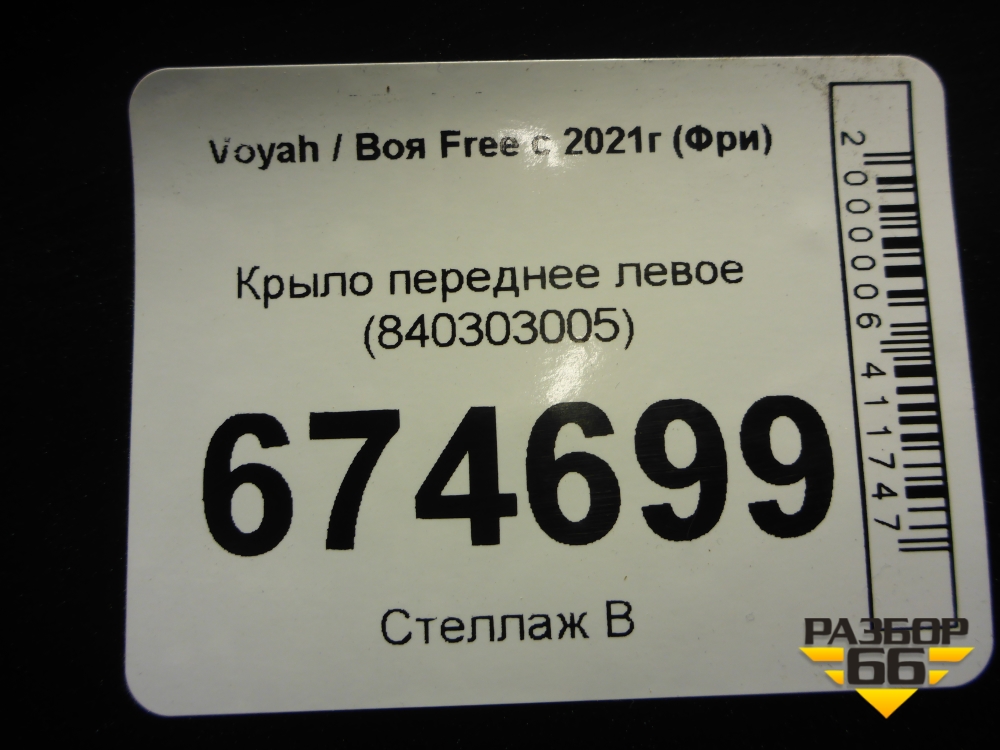 Voyah / Воя Free с 2021г (Фри)
Крыло переднее левое
(840303005)
674699
Стеллаж В
2000006411747
РАЗБОР
66